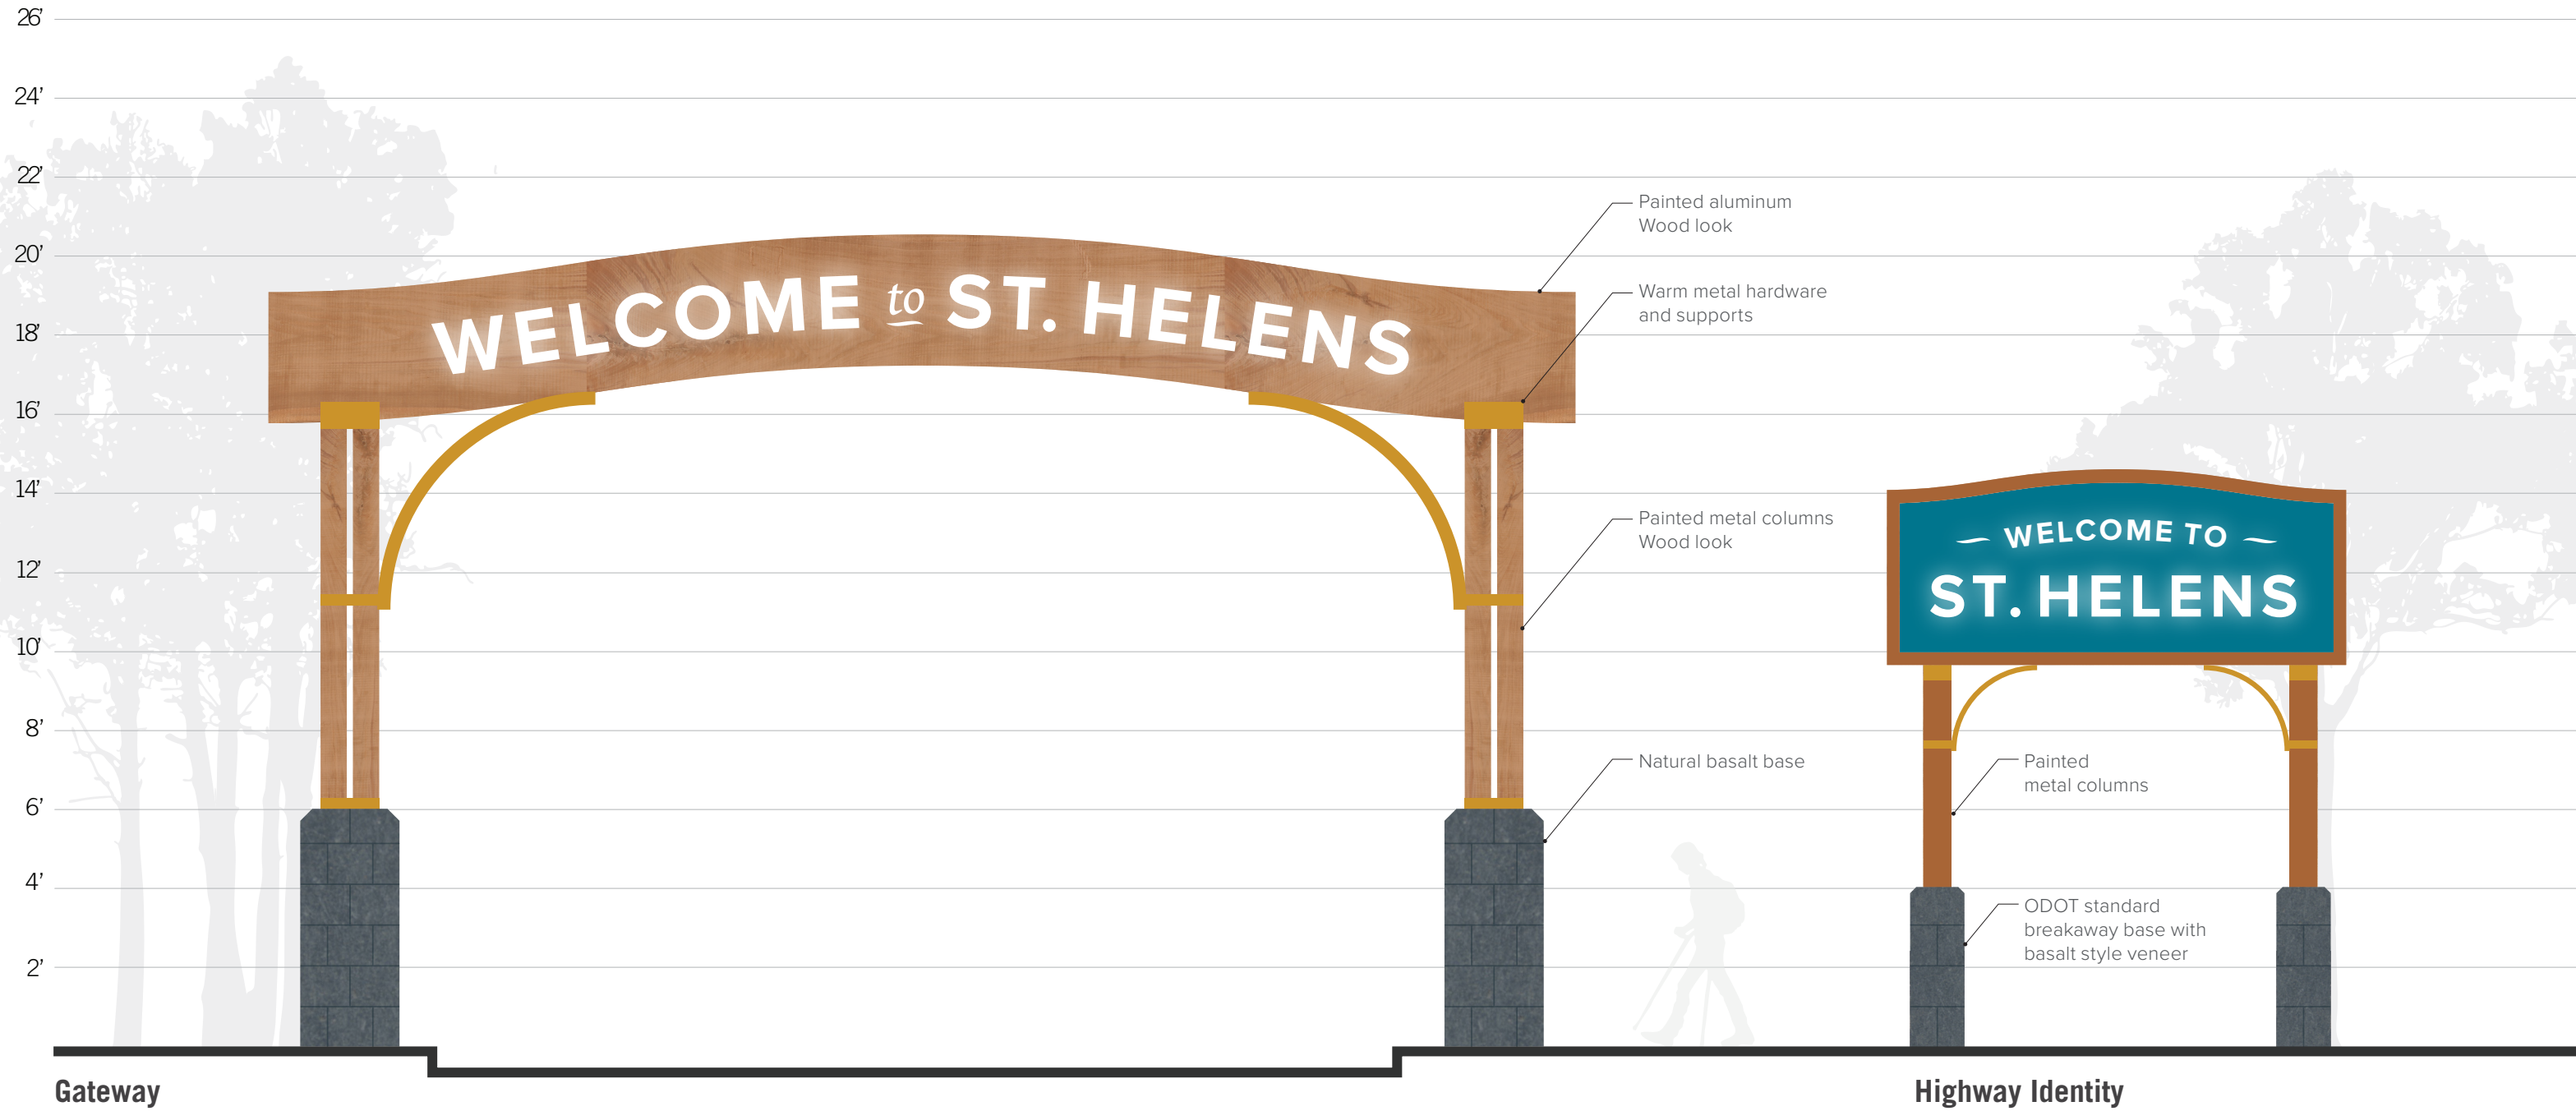 26’
24’
22’
20’
18’
16’
14’
12’
10’
8’
6’
4’
2’
WELCOME to ST. HELENS
Painted aluminum
Wood look
Warm metal hardware
and supports
Painted metal columns
Wood look
Natural basalt base
WELCOME TO
ST. HELENS
Painted
metal columns
ODOT standard
breakaway base with
basalt style veneer
Gateway
Highway Identity